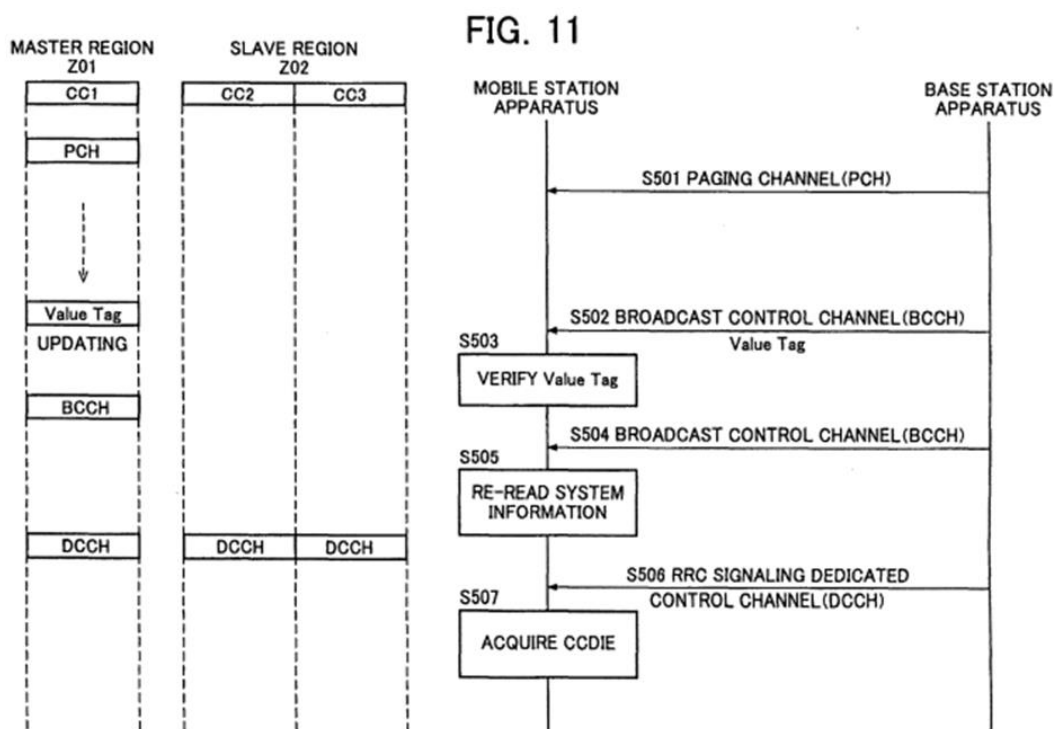 FIG. 11
MASTER REGION
Z01
SLAVE REGION
Z02
CC1
CC2
CC3
PCH
Value Tag
UPDATING
BCCH
DCCH
DCCH
DCCH
MOBILE STATION
APPARATUS
BASE STATION
APPARATUS
S501 PAGING CHANNEL(PCH)
S502 BROADCAST CONTROL CHANNEL(BCCH)
Value Tag
S503
VERIFY Value Tag
S504 BROADCAST CONTROL CHANNEL(BCCH)
S505
RE-READ SYSTEM
INFORMATION
S506 RRC SIGNALING DEDICATED
CONTROL CHANNEL(DCCH)
S507
ACQUIRE CCDIE